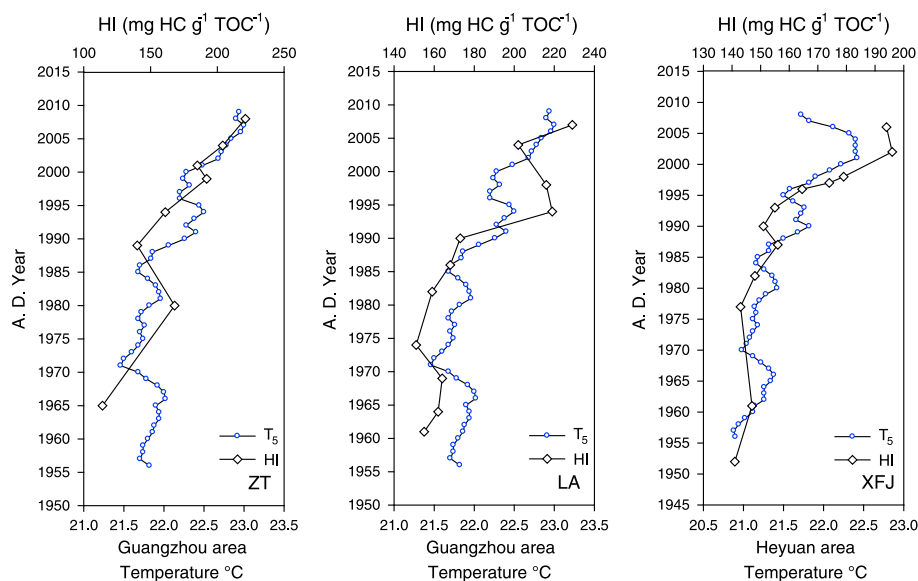 HI (mg HC g⁻¹ TOC⁻¹)
100 150 200 250
2015
2010
2005
2000
1995
1990
1985
1980
1975
1970
1965
1960
1955
1950
A. D. Year
T₅
HI
ZT
21.0 21.5 22.0 22.5 23.0 23.5
Guangzhou area
Temperature °C
HI (mg HC g⁻¹ TOC⁻¹)
140 160 180 200 220 240
2015
2010
2005
2000
1995
1990
1985
1980
1975
1970
1965
1960
1955
1950
A. D. Year
T₅
HI
LA
21.0 21.5 22.0 22.5 23.0 23.5
Guangzhou area
Temperature °C
HI (mg HC g⁻¹ TOC⁻¹)
130 140 150 160 170 180 190 200
2015
2010
2005
2000
1995
1990
1985
1980
1975
1970
1965
1960
1955
1950
1945
A. D. Year
T₅
HI
XFJ
20.5 21.0 21.5 22.0 22.5 23.0
Heyuan area
Temperature °C